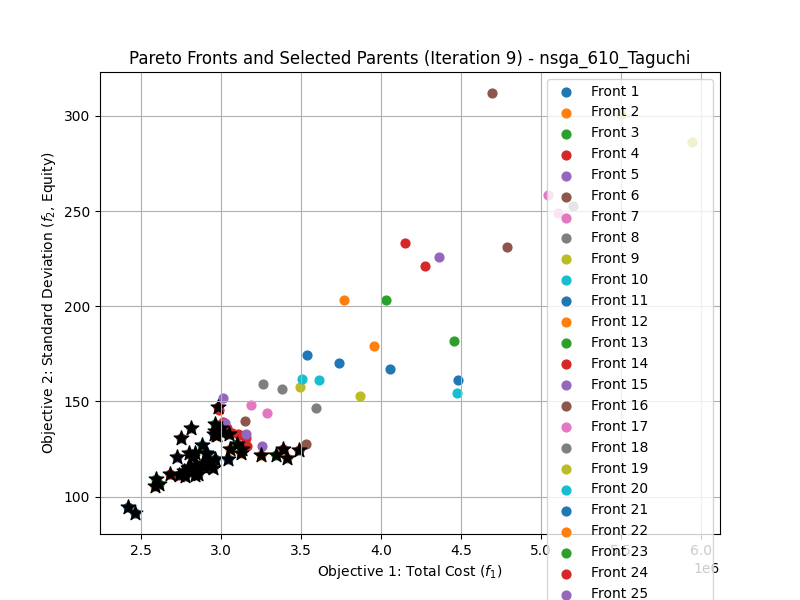 Pareto Fronts and Selected Parents (Iteration 9) - nsga_610_Taguchi
Objective 2: Standard Deviation (f₂, Equity)
300
250
200
150
100
2.5 3.0 3.5 4.0 4.5 5.0 5.5 6.0
1e6
Objective 1: Total Cost (f₁)
Front 1
Front 2
Front 3
Front 4
Front 5
Front 6
Front 7
Front 8
Front 9
Front 10
Front 11
Front 12
Front 13
Front 14
Front 15
Front 16
Front 17
Front 18
Front 19
Front 20
Front 21
Front 22
Front 23
Front 24
Front 25